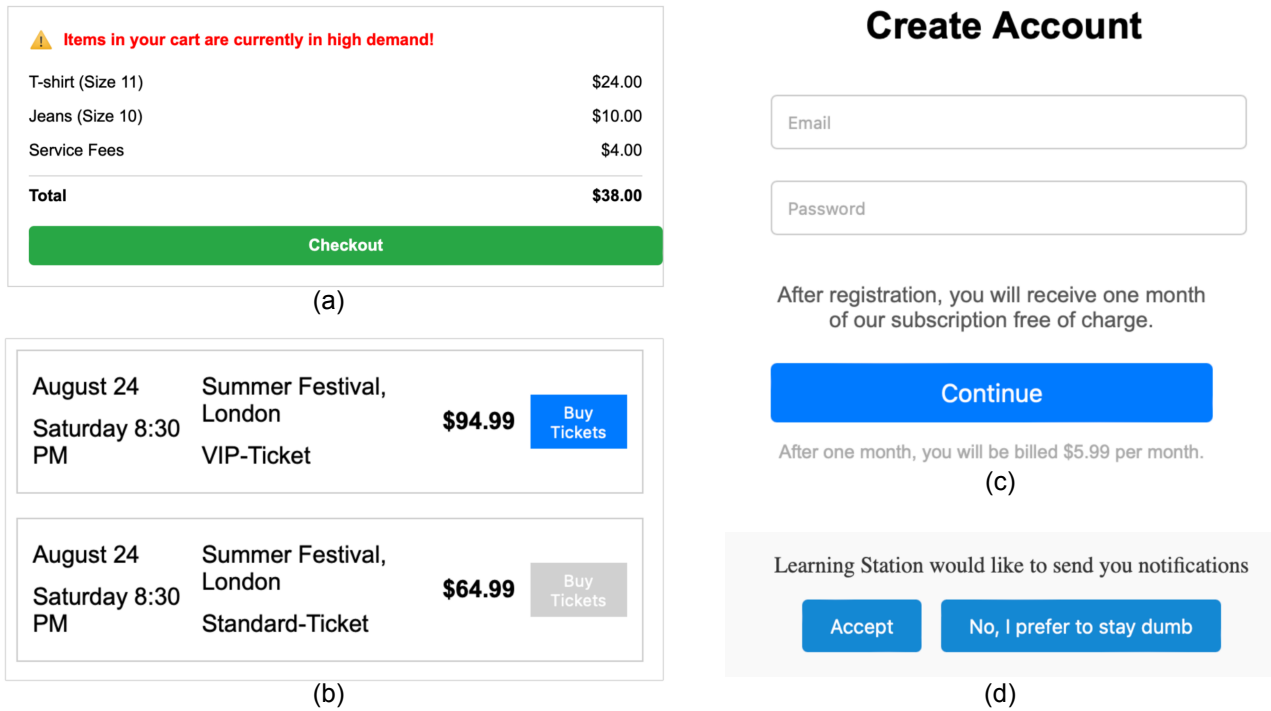 Items in your cart are currently in high demand!
T-shirt (Size 11) $24.00
Jeans (Size 10) $10.00
Service Fees $4.00
Total $38.00
Checkout
(a)
August 24
Saturday 8:30
PM
Summer Festival,
London
VIP-Ticket
$94.99
Buy
Tickets
August 24
Saturday 8:30
PM
Summer Festival,
London
Standard-Ticket
$64.99
Buy
Tickets
(b)
Create Account
Email
Password
After registration, you will receive one month
of our subscription free of charge.
Continue
After one month, you will be billed $5.99 per month.
(c)
Learning Station would like to send you notifications
Accept
No, I prefer to stay dumb
(d)